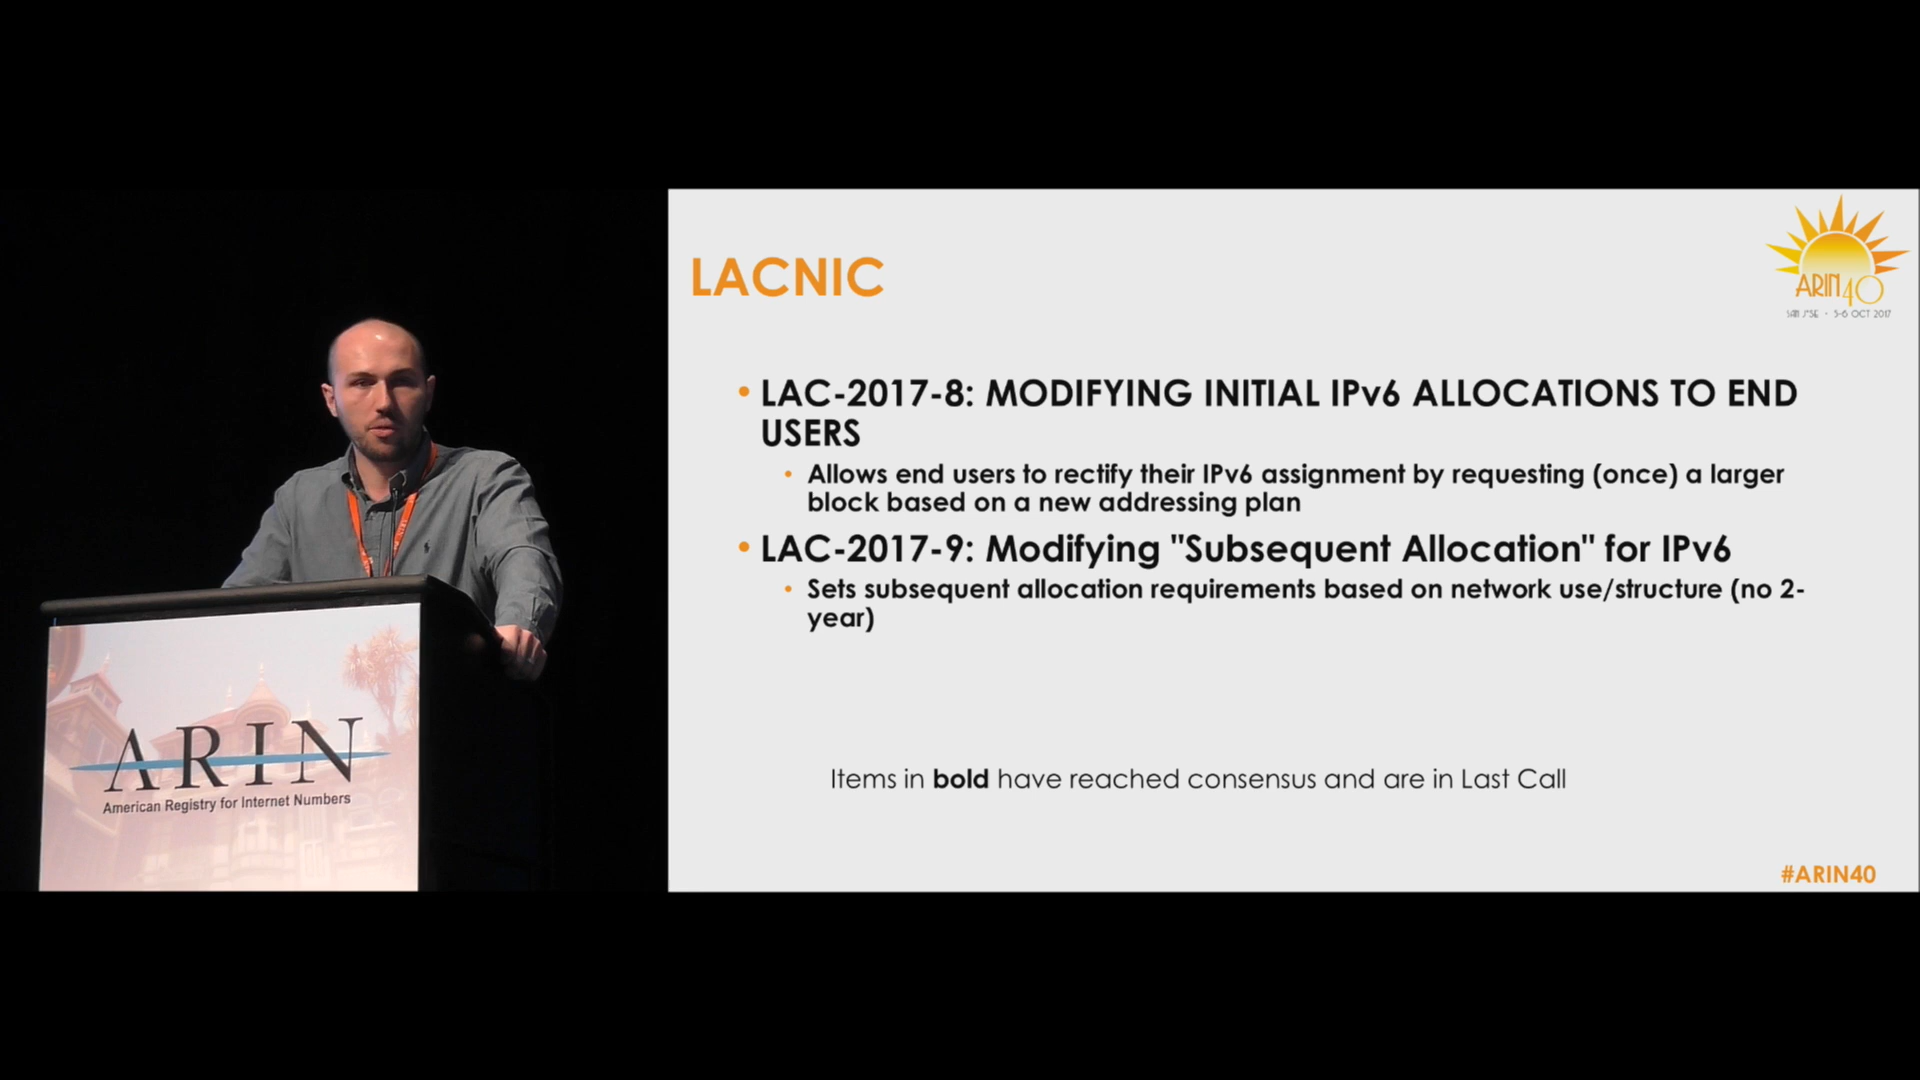 LACNIC
ARIN 40
SAN JOSE • 5-6 OCT 2017
• LAC-2017-8: MODIFYING INITIAL IPv6 ALLOCATIONS TO END
USERS
• Allows end users to rectify their IPv6 assignment by requesting (once) a larger
block based on a new addressing plan
• LAC-2017-9: Modifying "Subsequent Allocation" for IPv6
• Sets subsequent allocation requirements based on network use/structure (no 2-
year)
Items in bold have reached consensus and are in Last Call
#ARIN40
ARIN
American Registry for Internet Numbers